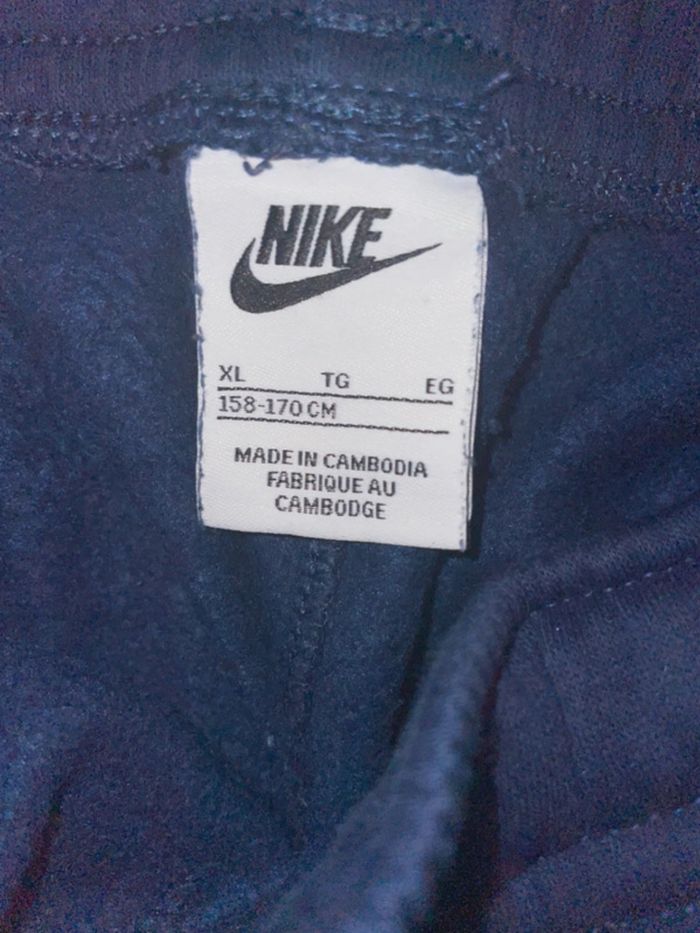 NIKE
XL TG EG
158-170 CM
MADE IN CAMBODIA
FABRIQUE AU
CAMBODGE